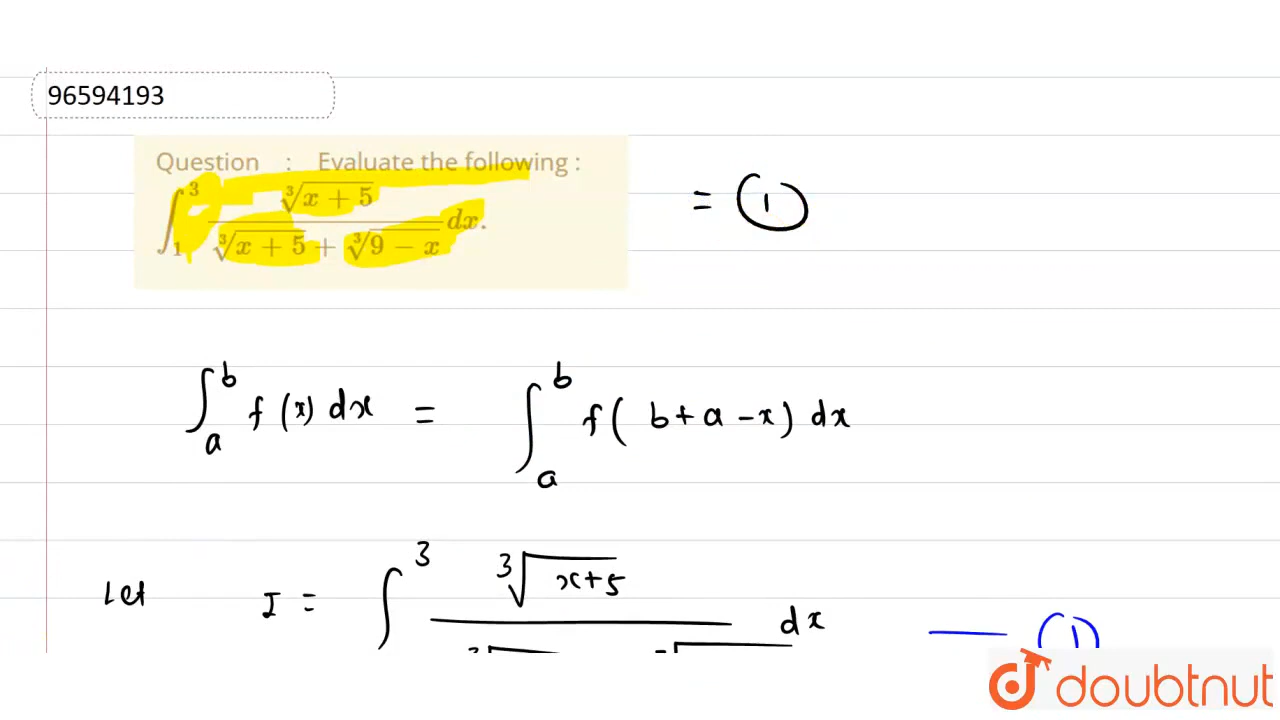 96594193
Question : Evaluate the following :
∫₁³ ∛(x + 5) / (∛(x + 5) + ∛(9 − x)) dx. = ①
∫ₐᵇ f(x) dx = ∫ₐᵇ f(b+a-x) dx
Let I = ∫³ ∛(x+5) dx — ①
doubtnut